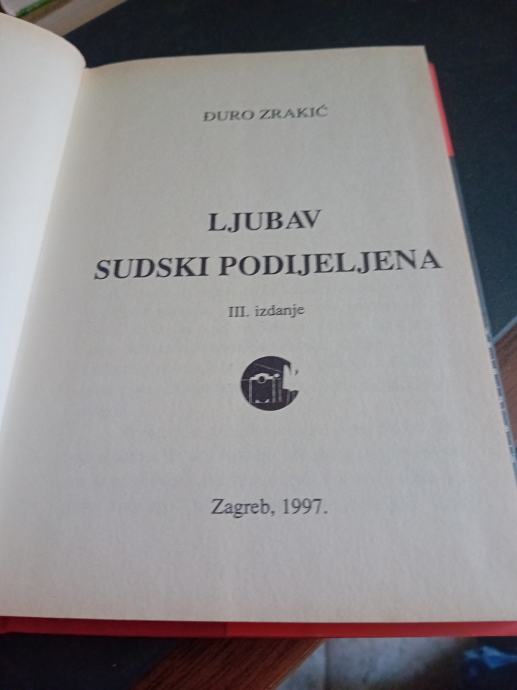 ĐURO ZRAKIĆ
LJUBAV
SUDSKI PODIJELJENA
III. izdanje
Zagreb, 1997.